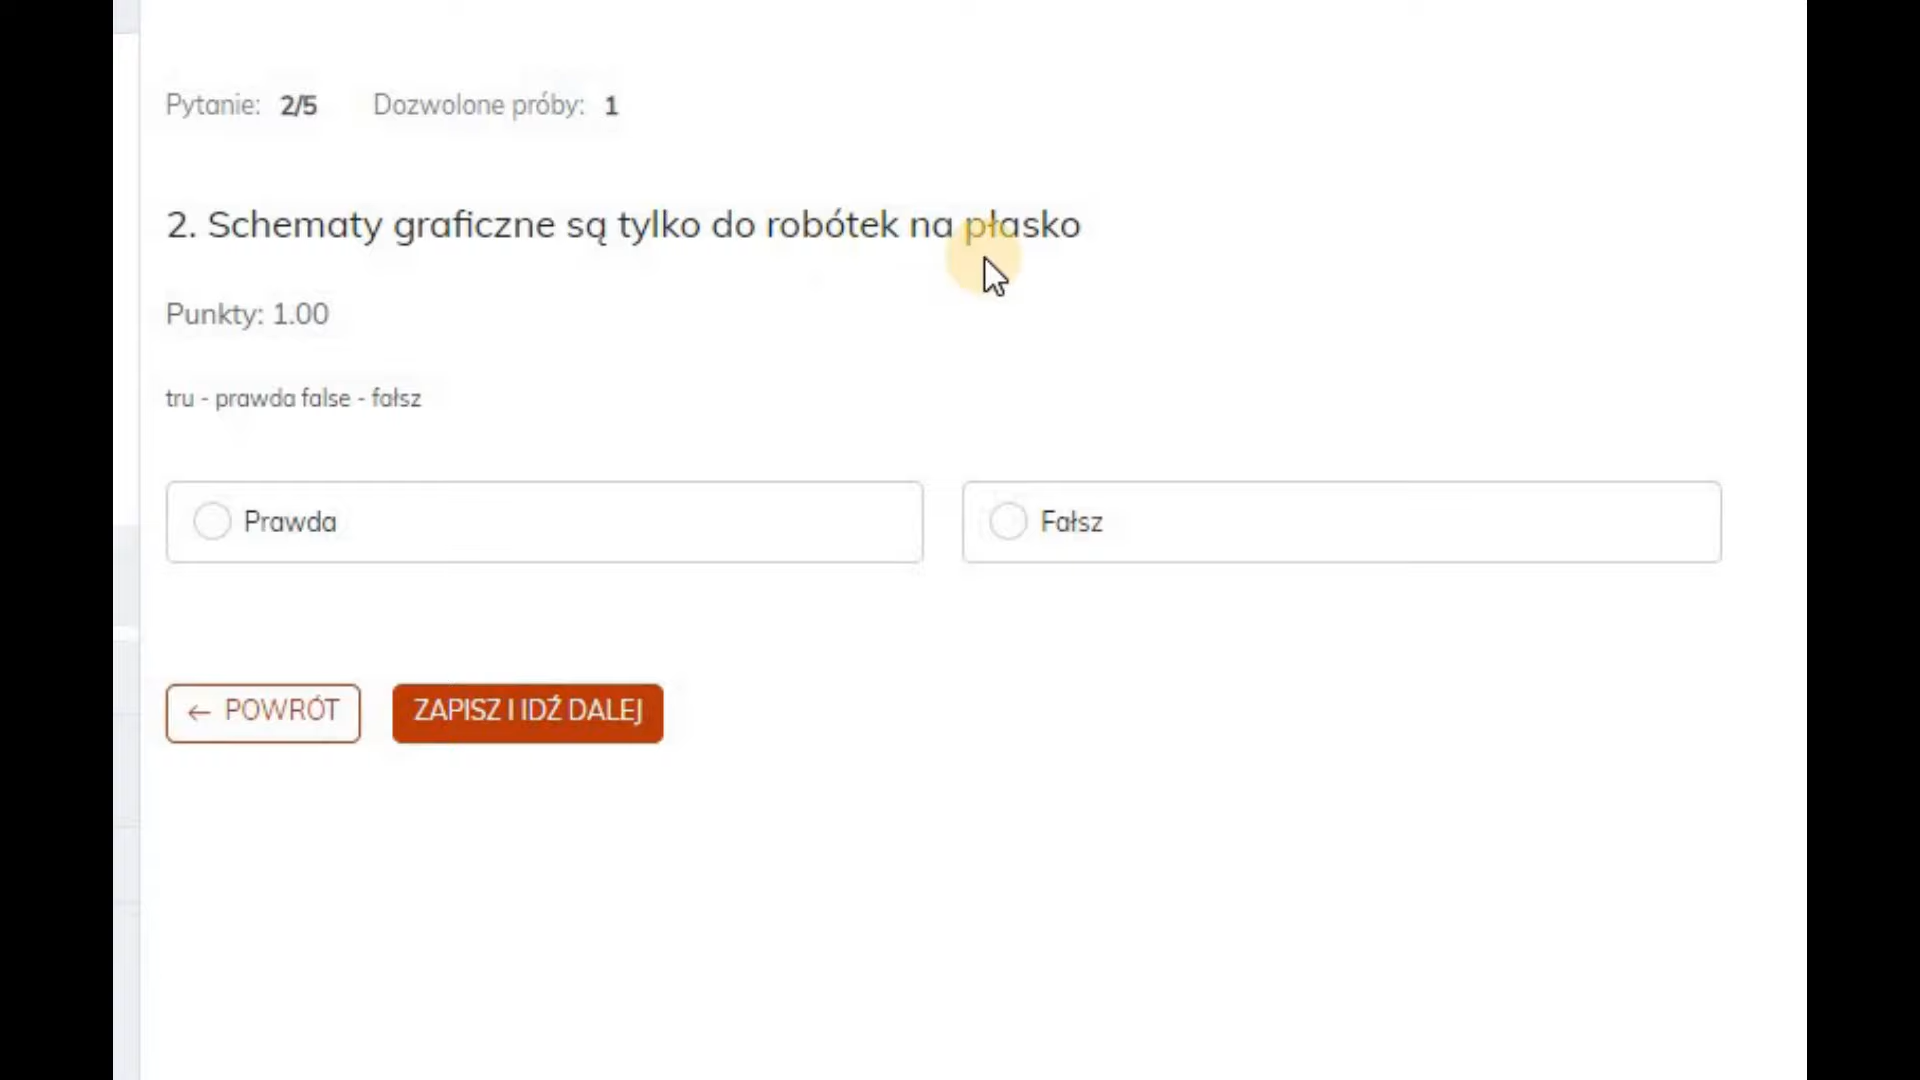 Pytanie: 2/5 Dozwolone próby: 1
2. Schematy graficzne są tylko do robótek na płasko
Punkty: 1.00
tru - prawda false - fałsz
Prawda Fałsz
← POWRÓT ZAPISZ I IDŹ DALEJ